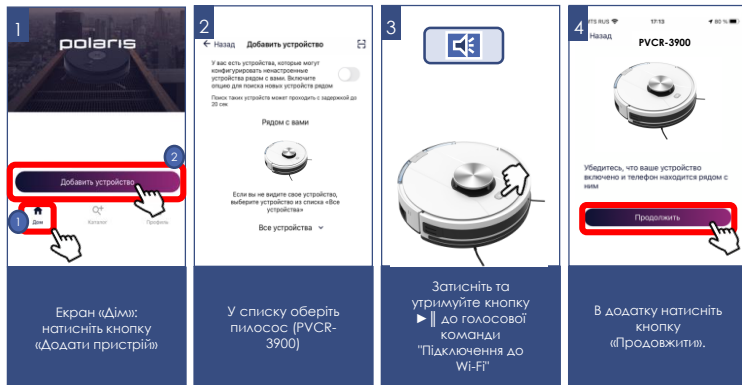 1
polaris
2
Добавить устройство
1
Дом
Каталог
Профиль
Екран «Дім»:
натисніть кнопку
«Додати пристрій»
2
← Назад Добавить устройство
У вас есть устройства, которые могут
конфигурировать ненастроенные
устройства рядом с вами. Включите
опцию для поиска новых устройств рядом
Поиск таких устройств может проходить с задержкой до
20 сек
Рядом с вами
Если вы не видите свое устройство,
выберите устройство из списка «Все
устройства»
Все устройства
У списку оберіть
пилосос (PVCR-
3900)
3
Затисніть та
утримуйте кнопку
►‖ до голосової
команди
"Підключення до
Wi-Fi"
4
MTS RUS 17:13 80 %
Назад
PVCR-3900
Убедитесь, что ваше устройство
включено и телефон находится рядом с
ним
Продолжить
В додатку натисніть
кнопку
«Продовжити».